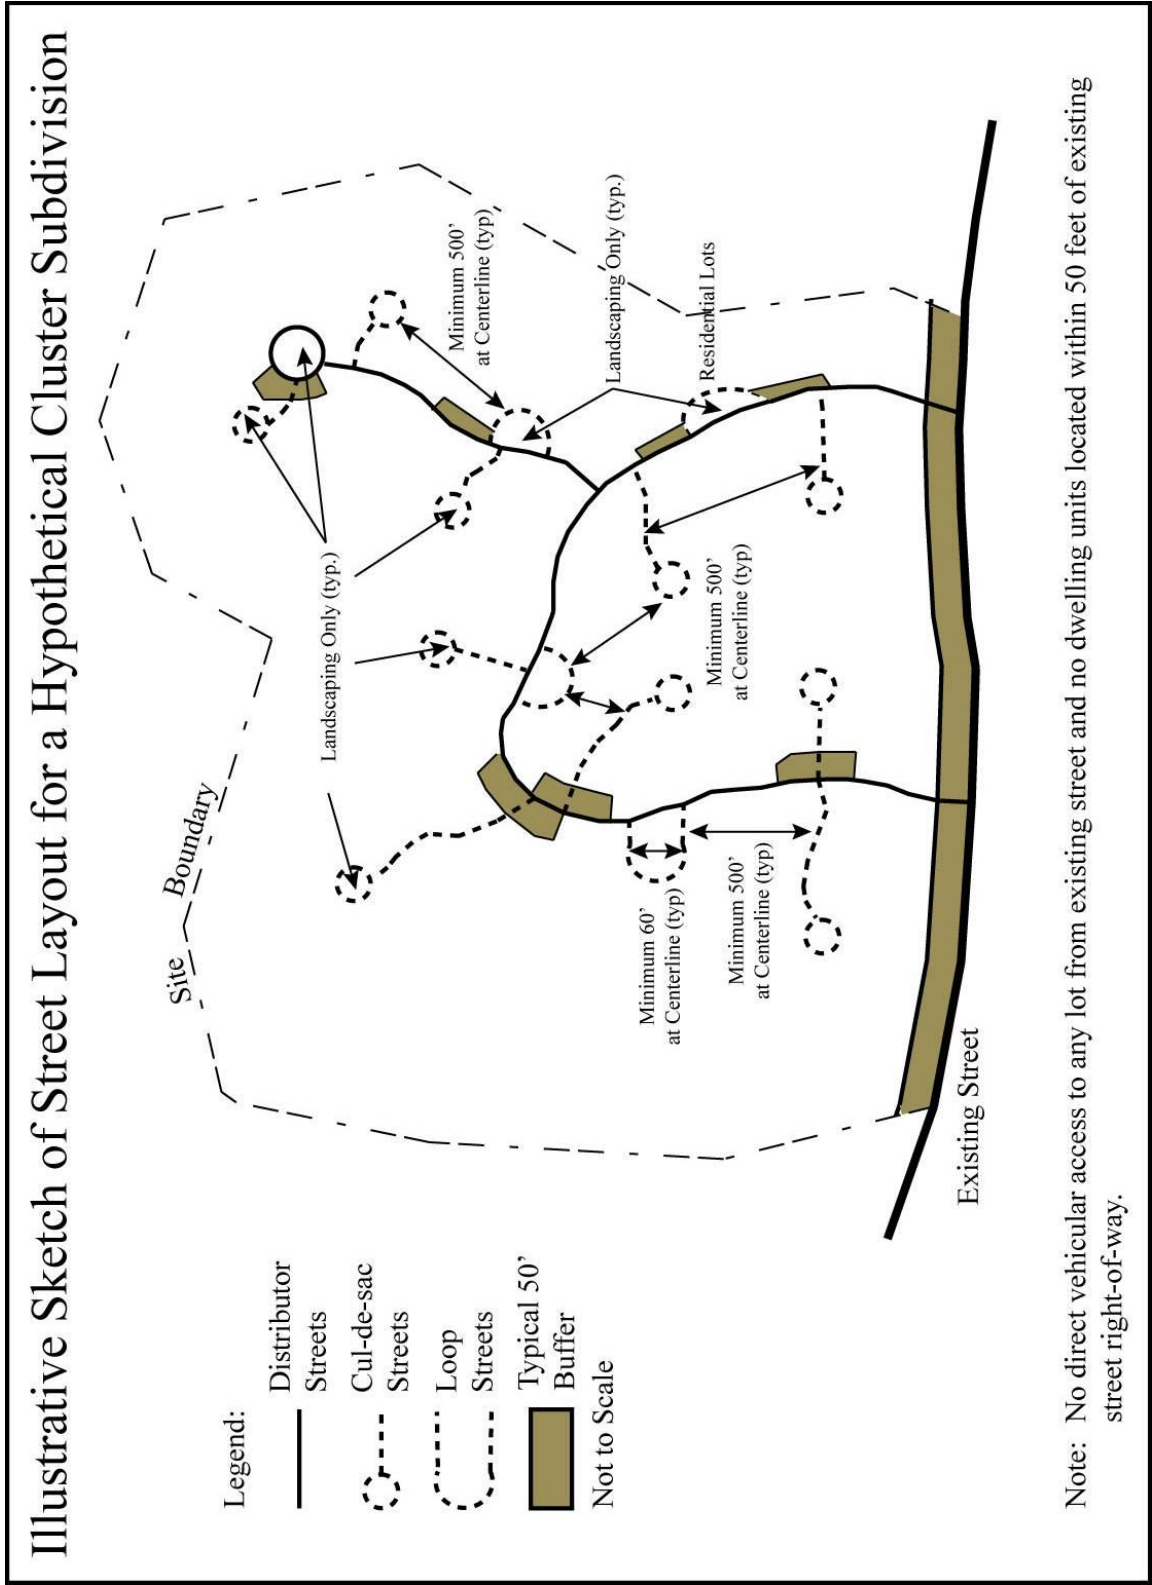 Illustrative Sketch of Street Layout for a Hypothetical Cluster Subdivision
Legend:
Distributor
Streets
Cul-de-sac
Streets
Loop
Streets
Typical 50’
Buffer
Not to Scale
Site Boundary
Landscaping Only (typ.)
Minimum 500’
at Centerline (typ)
Landscaping Only (typ.)
Residential Lots
Minimum 500’
at Centerline (typ)
Minimum 60’
at Centerline (typ)
Minimum 500’
at Centerline (typ)
Existing Street
Note: No direct vehicular access to any lot from existing street and no dwelling units located within 50 feet of existing
street right-of-way.